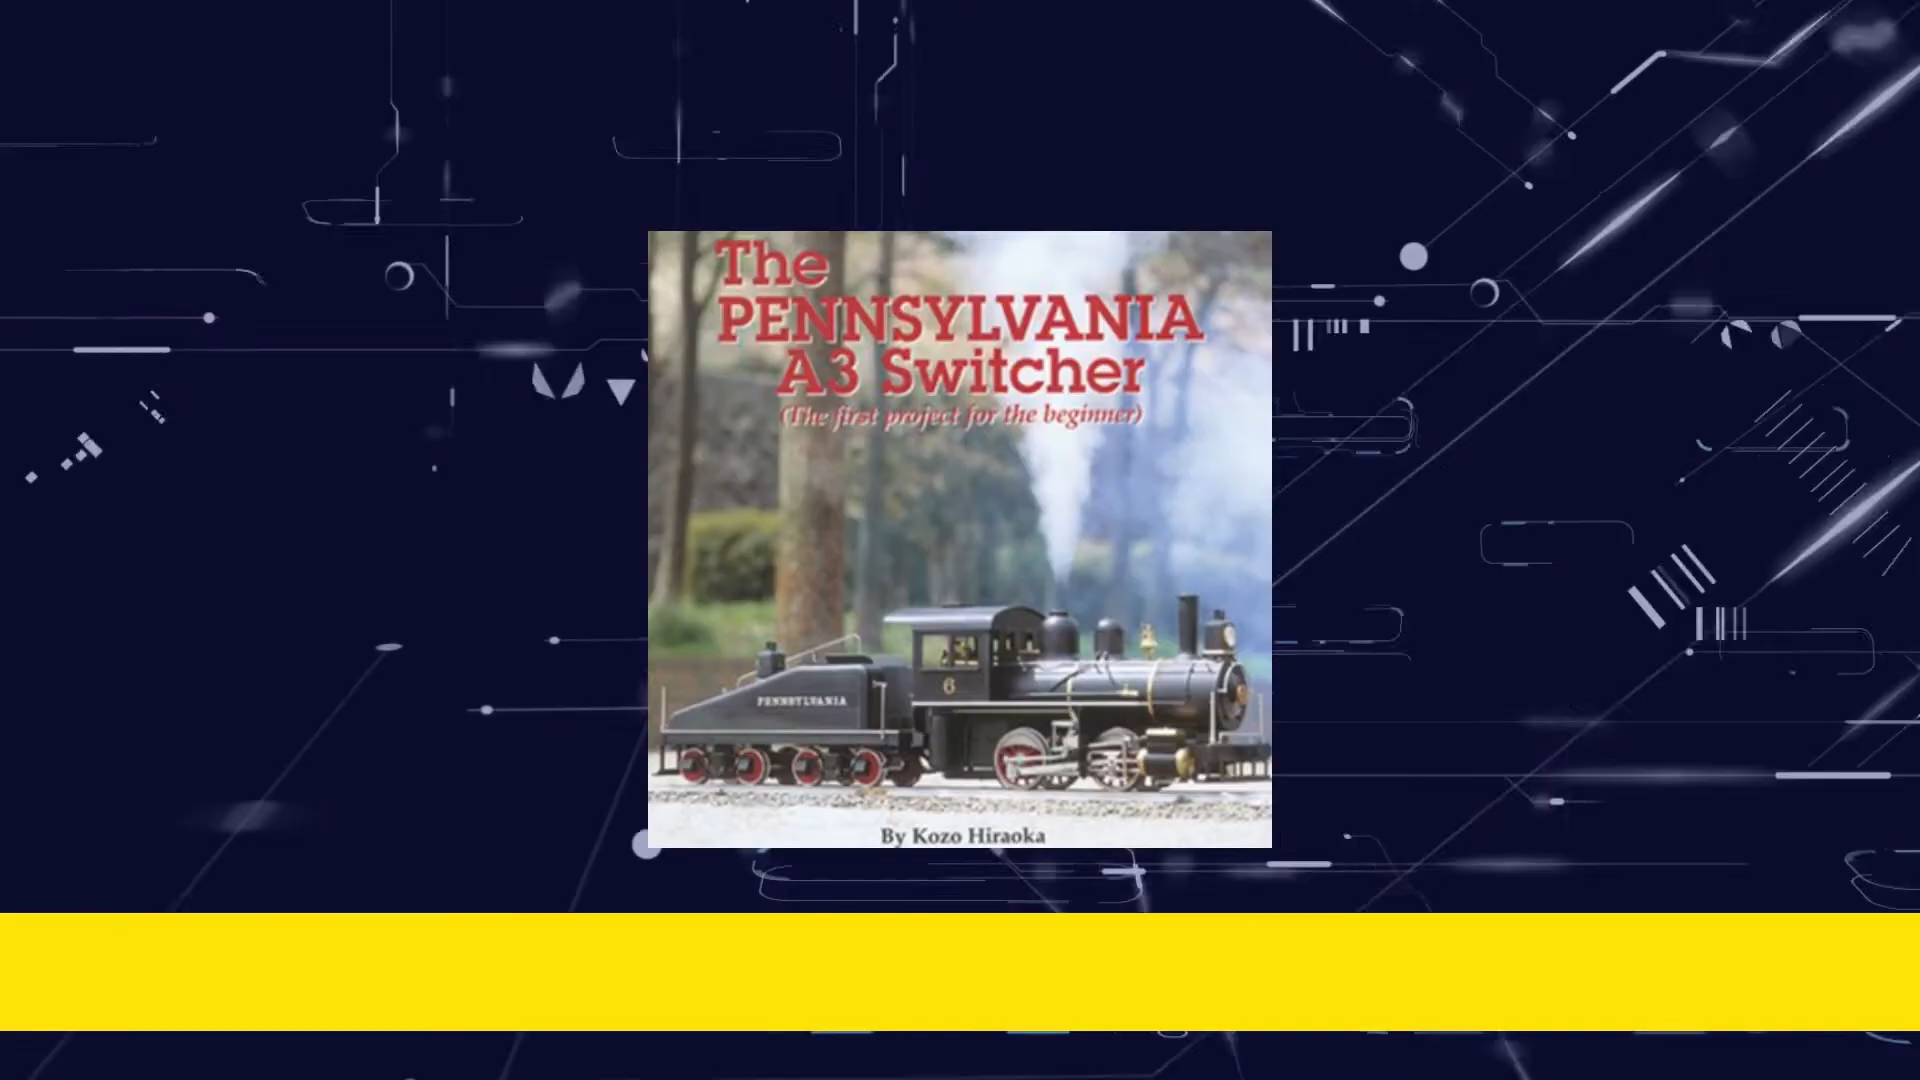 The
PENNSYLVANIA
A3 Switcher
(The first project for the beginner)
6
PENNSYLVANIA
By Kozo Hiraoka